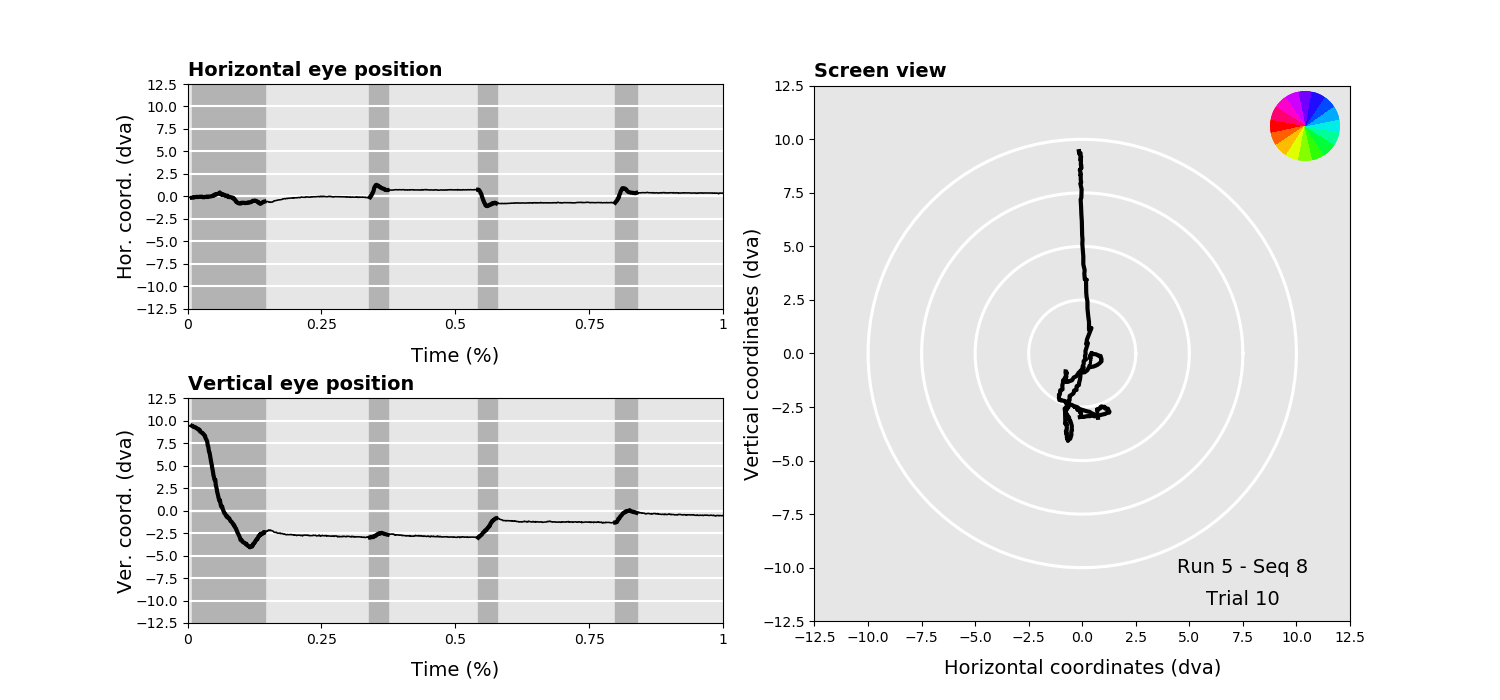 Horizontal eye position
Hor. coord. (dva)
12.5
10.0
7.5
5.0
2.5
0.0
−2.5
−5.0
−7.5
−10.0
−12.5
0 0.25 0.5 0.75 1
Time (%)
Vertical eye position
Ver. coord. (dva)
12.5
10.0
7.5
5.0
2.5
0.0
−2.5
−5.0
−7.5
−10.0
−12.5
0 0.25 0.5 0.75 1
Time (%)
Screen view
Vertical coordinates (dva)
12.5
10.0
7.5
5.0
2.5
0.0
−2.5
−5.0
−7.5
−10.0
−12.5
Run 5 - Seq 8
Trial 10
−12.5 −10.0 −7.5 −5.0 −2.5 0.0 2.5 5.0 7.5 10.0 12.5
Horizontal coordinates (dva)